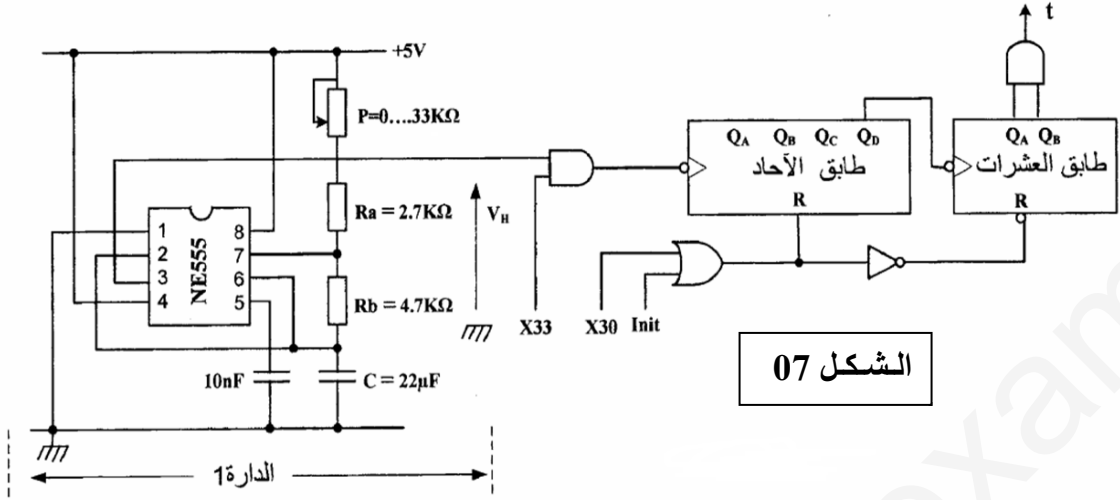 t
+5V
P=0....33KΩ
QA QB QC QD
طابق الآحاد
R
QA QB
طابق العشرات
R
Ra = 2.7KΩ
VH
NE555
1
2
3
4
8
7
6
5
Rb = 4.7KΩ
X33
X30
Init
10nF
C = 22µF
الشكل 07
الدارة1
exam